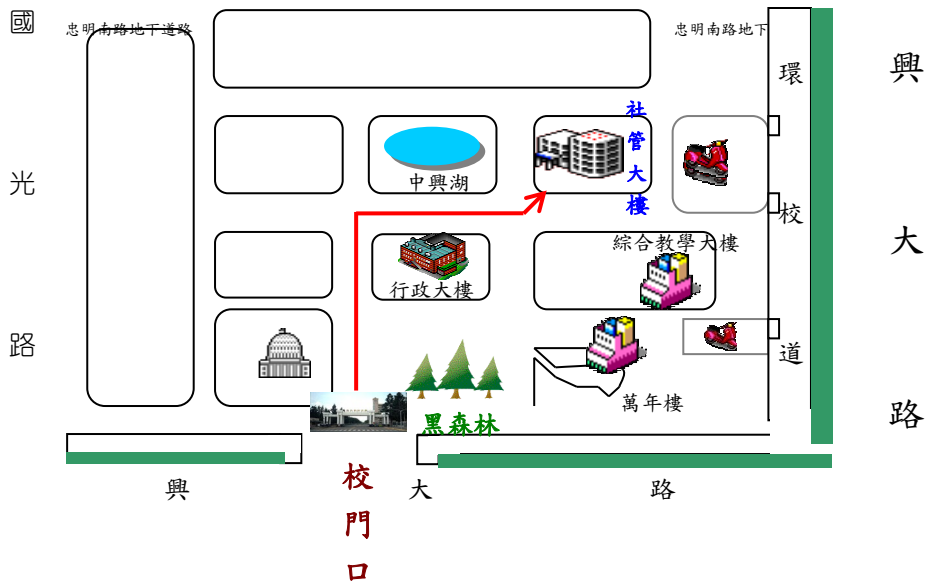 國光路
忠明南路地下道路
忠明南路地下
環校道
興大路
社管大樓
中興湖
綜合教學大樓
行政大樓
萬年樓
黑森林
興大路
校門口